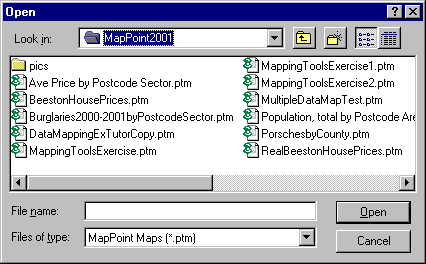 Open
Look in: MapPoint2001
pics
Ave Price by Postcode Sector.ptm
BeestonHousePrices.ptm
Burglaries2000-2001byPostcodeSector.ptm
DataMappingExTutorCopy.ptm
MappingToolsExercise.ptm
MappingToolsExercise1.ptm
MappingToolsExercise2.ptm
MultipleDataMapTest.ptm
Population, total by Postcode Are
PorschesbyCounty.ptm
RealBeestonHousePrices.ptm
File name:
Open
Files of type: MapPoint Maps (*.ptm)
Cancel